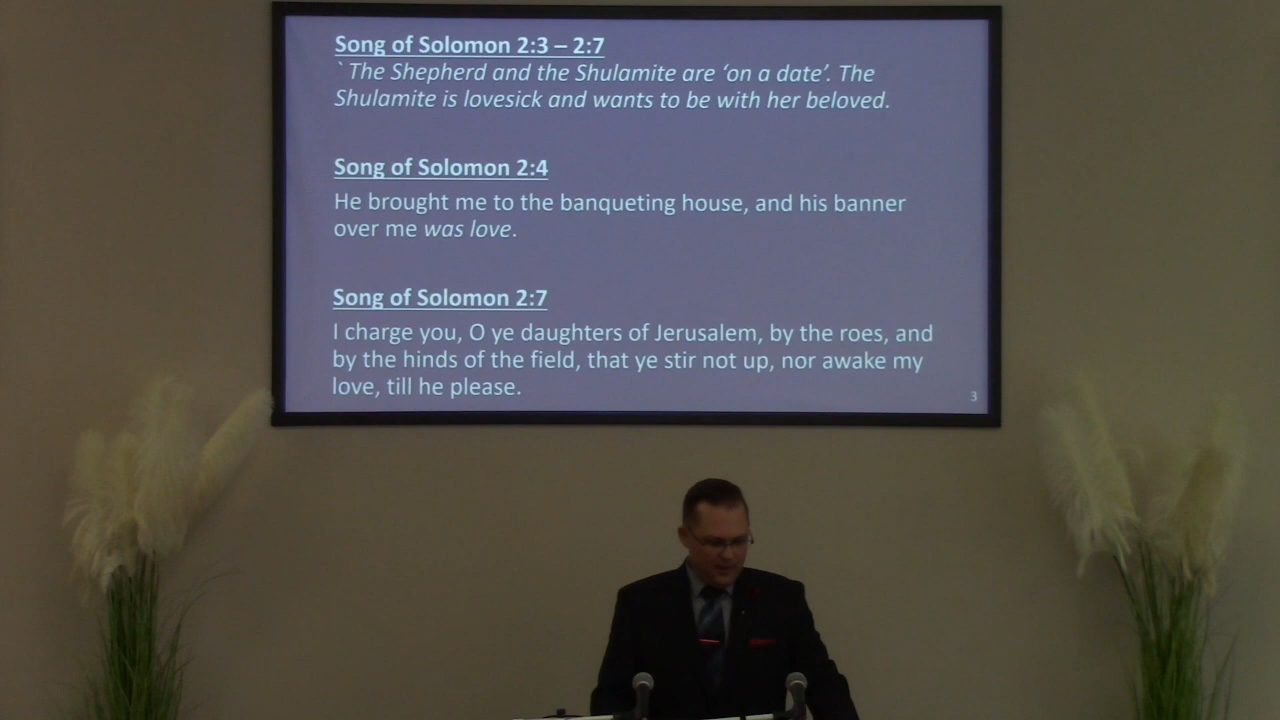 Song of Solomon 2:3 – 2:7
` The Shepherd and the Shulamite are ‘on a date’. The
Shulamite is lovesick and wants to be with her beloved.
Song of Solomon 2:4
He brought me to the banqueting house, and his banner
over me was love.
Song of Solomon 2:7
I charge you, O ye daughters of Jerusalem, by the roes, and
by the hinds of the field, that ye stir not up, nor awake my
love, till he please.
3